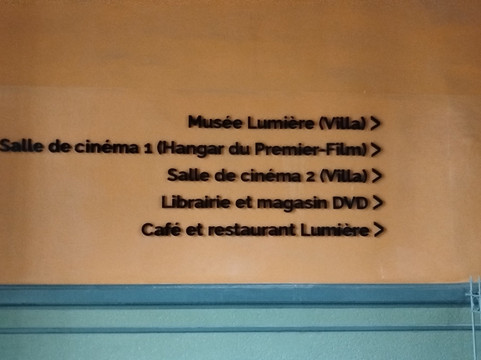 Musée Lumière (Villa) >
Salle de cinéma 1 (Hangar du Premier-Film) >
Salle de cinéma 2 (Villa) >
Librairie et magasin DVD >
Café et restaurant Lumière >